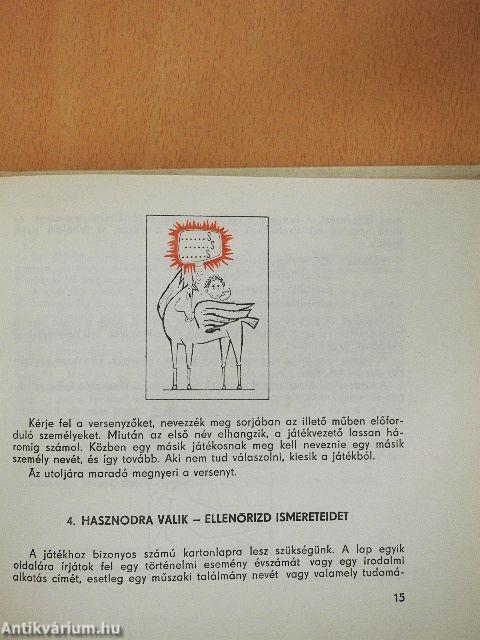 Kérje fel a versenyzőket, nevezzék meg sorjában az illető műben előfor-
duló személyeket. Miután az első név elhangzik, a játékvezető lassan há-
romig számol. Közben egy másik játékosnak meg kell neveznie egy másik
személy nevét, és így tovább. Aki nem tud válaszolni, kiesik a játékból.
Az utoljára maradó megnyeri a versenyt.
4. HASZNODRA VÁLIK – ELLENŐRIZD ISMERETEIDET
A játékhoz bizonyos számú kartonlapra lesz szükségünk. A lap egyik
oldalára írjátok fel egy történelmi esemény évszámát vagy egy irodalmi
alkotás címét, esetleg egy műszaki találmány nevét vagy valamely tudomá-
15
Antikvárium.hu